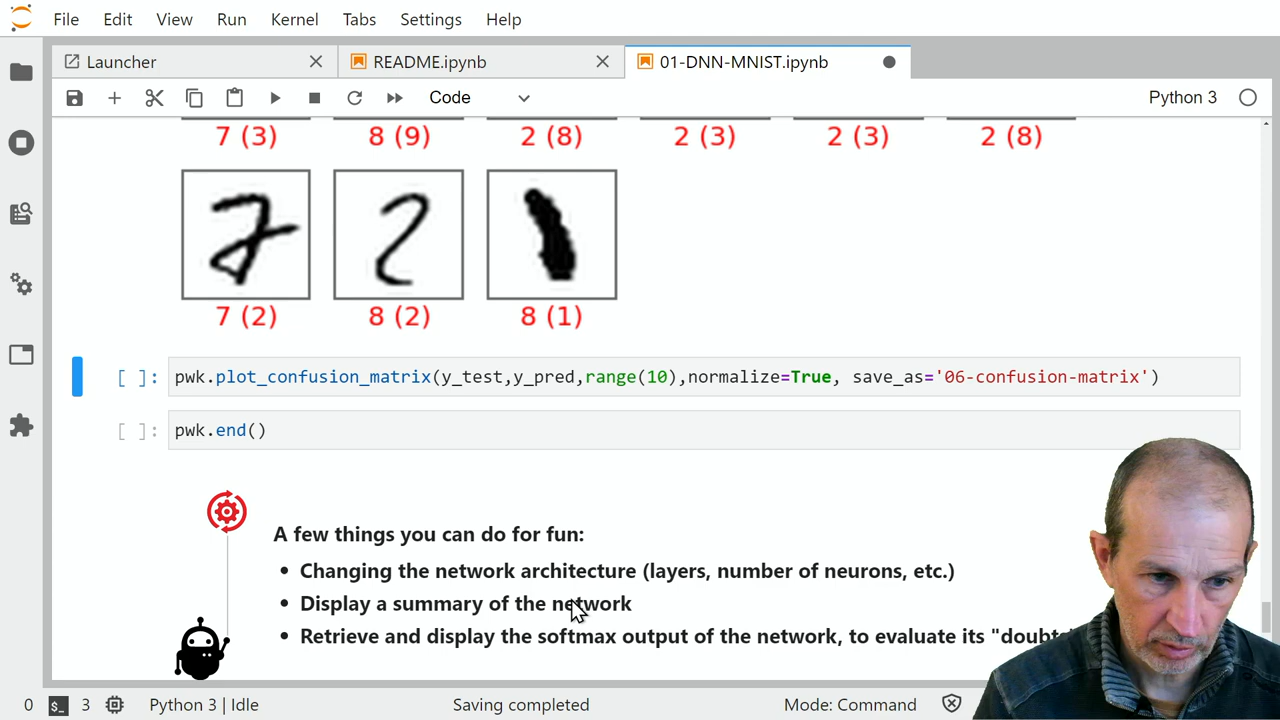 File Edit View Run Kernel Tabs Settings Help
Launcher README.ipynb 01-DNN-MNIST.ipynb
Code Python 3
7 (3) 8 (9) 2 (8) 2 (3) 2 (3) 2 (8)
7 (2) 8 (2) 8 (1)
[ ]: pwk.plot_confusion_matrix(y_test,y_pred,range(10),normalize=True, save_as='06-confusion-matrix')
[ ]: pwk.end()
A few things you can do for fun:
• Changing the network architecture (layers, number of neurons, etc.)
• Display a summary of the network
• Retrieve and display the softmax output of the network, to evaluate its "doubts
0 3 Python 3 | Idle Saving completed Mode: Command